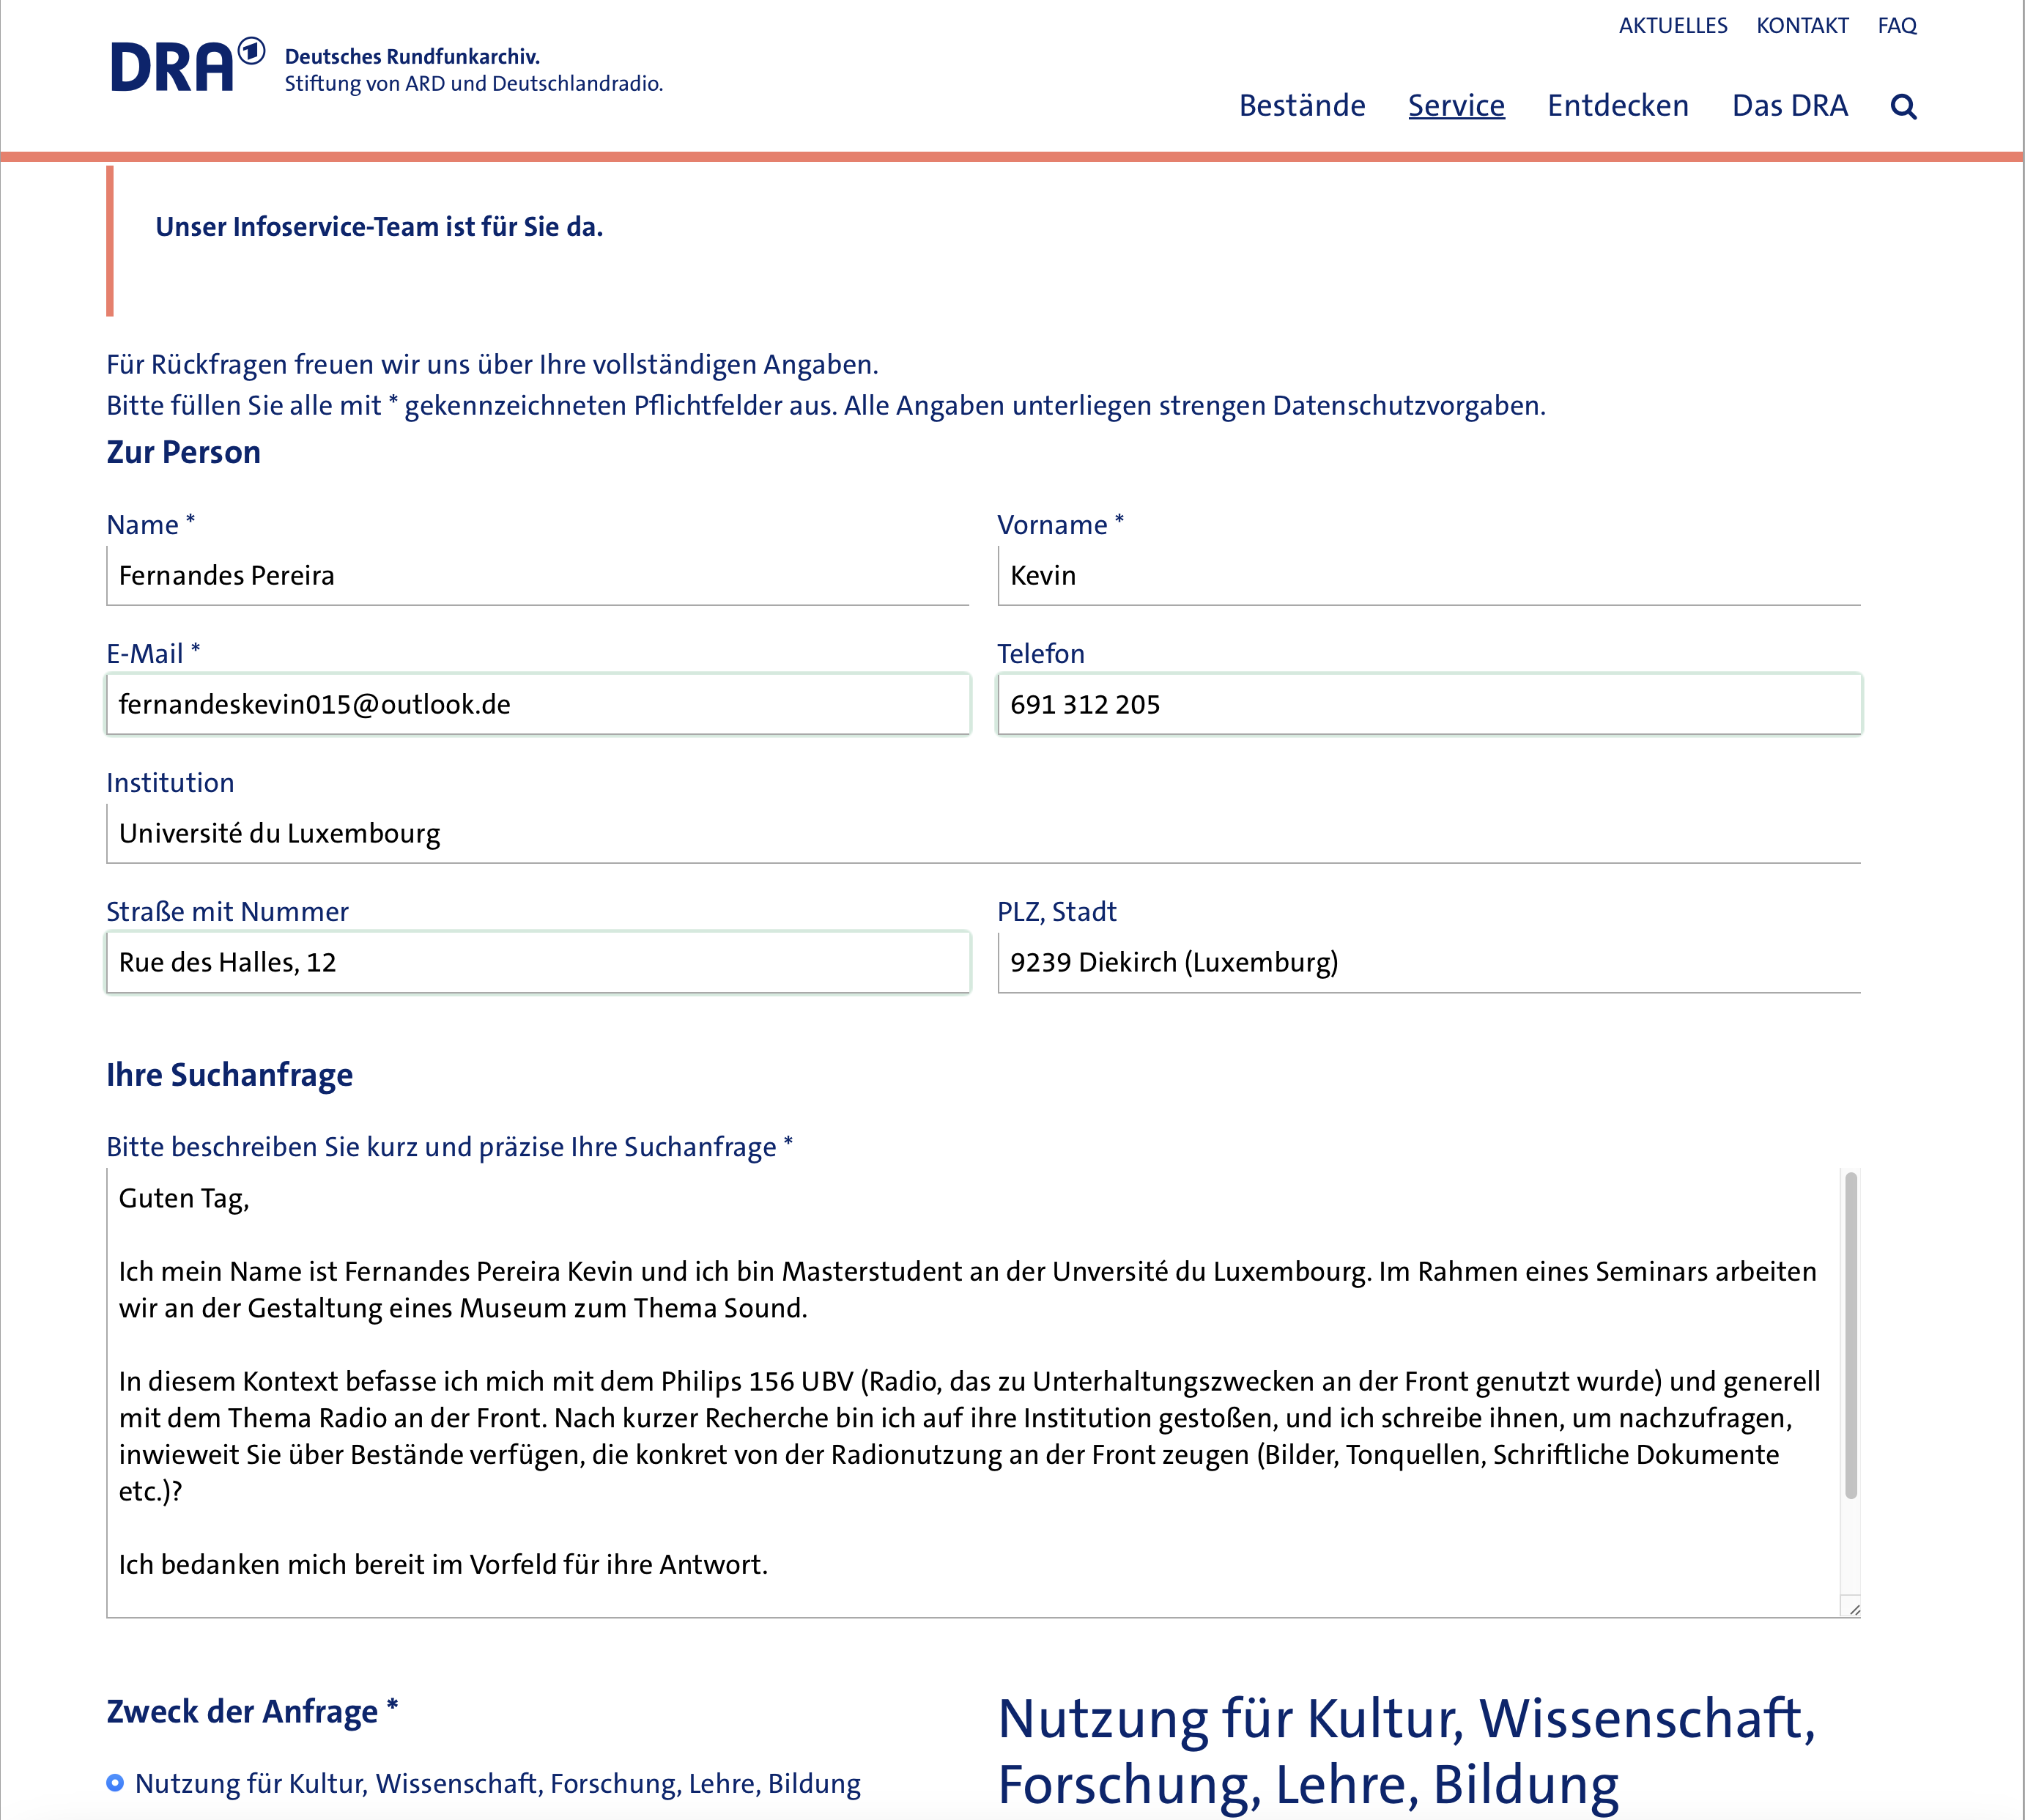 AKTUELLES KONTAKT FAQ
DRA 1 Deutsches Rundfunkarchiv.
Stiftung von ARD und Deutschlandradio.
Bestände Service Entdecken Das DRA
Unser Infoservice-Team ist für Sie da.
Für Rückfragen freuen wir uns über Ihre vollständigen Angaben.
Bitte füllen Sie alle mit * gekennzeichneten Pflichtfelder aus. Alle Angaben unterliegen strengen Datenschutzvorgaben.
Zur Person
Name * Vorname *
Fernandes Pereira Kevin
E-Mail * Telefon
fernandeskevin015@outlook.de 691 312 205
Institution
Université du Luxembourg
Straße mit Nummer PLZ, Stadt
Rue des Halles, 12 9239 Diekirch (Luxemburg)
Ihre Suchanfrage
Bitte beschreiben Sie kurz und präzise Ihre Suchanfrage *
Guten Tag,
Ich mein Name ist Fernandes Pereira Kevin und ich bin Masterstudent an der Unversité du Luxembourg. Im Rahmen eines Seminars arbeiten
wir an der Gestaltung eines Museum zum Thema Sound.
In diesem Kontext befasse ich mich mit dem Philips 156 UBV (Radio, das zu Unterhaltungszwecken an der Front genutzt wurde) und generell
mit dem Thema Radio an der Front. Nach kurzer Recherche bin ich auf ihre Institution gestoßen, und ich schreibe ihnen, um nachzufragen,
inwieweit Sie über Bestände verfügen, die konkret von der Radionutzung an der Front zeugen (Bilder, Tonquellen, Schriftliche Dokumente
etc.)?
Ich bedanken mich bereit im Vorfeld für ihre Antwort.
Zweck der Anfrage *
Nutzung für Kultur, Wissenschaft, Forschung, Lehre, Bildung
Nutzung für Kultur, Wissenschaft,
Forschung, Lehre, Bildung